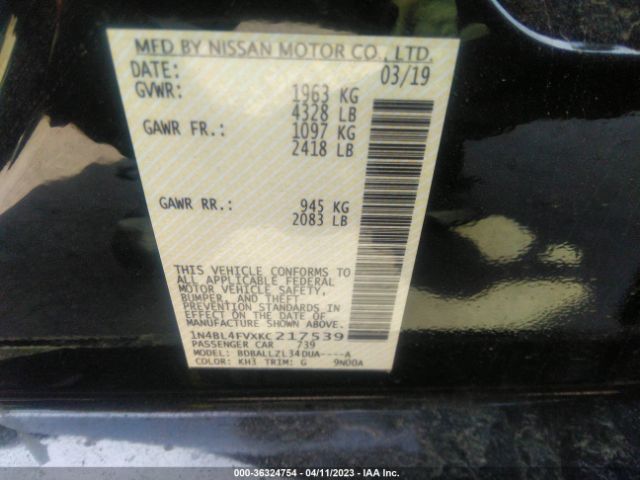 MFD BY NISSAN MOTOR CO., LTD.
DATE: 03/19
GVWR: 1963 KG
4328 LB
GAWR FR.: 1097 KG
2418 LB
GAWR RR.: 945 KG
2083 LB
THIS VEHICLE CONFORMS TO
ALL APPLICABLE FEDERAL
MOTOR VEHICLE SAFETY,
BUMPER, AND THEFT
PREVENTION STANDARDS IN
EFFECT ON THE DATE OF
MANUFACTURE SHOWN ABOVE.
1N4BL4FVXKC217539
PASSENGER CAR 739
MODEL: BDBALLZL34DUA----A
COLOR: KH3 TRIM: G 9N00A
000-36324754 - 04/11/2023 - IAA Inc.